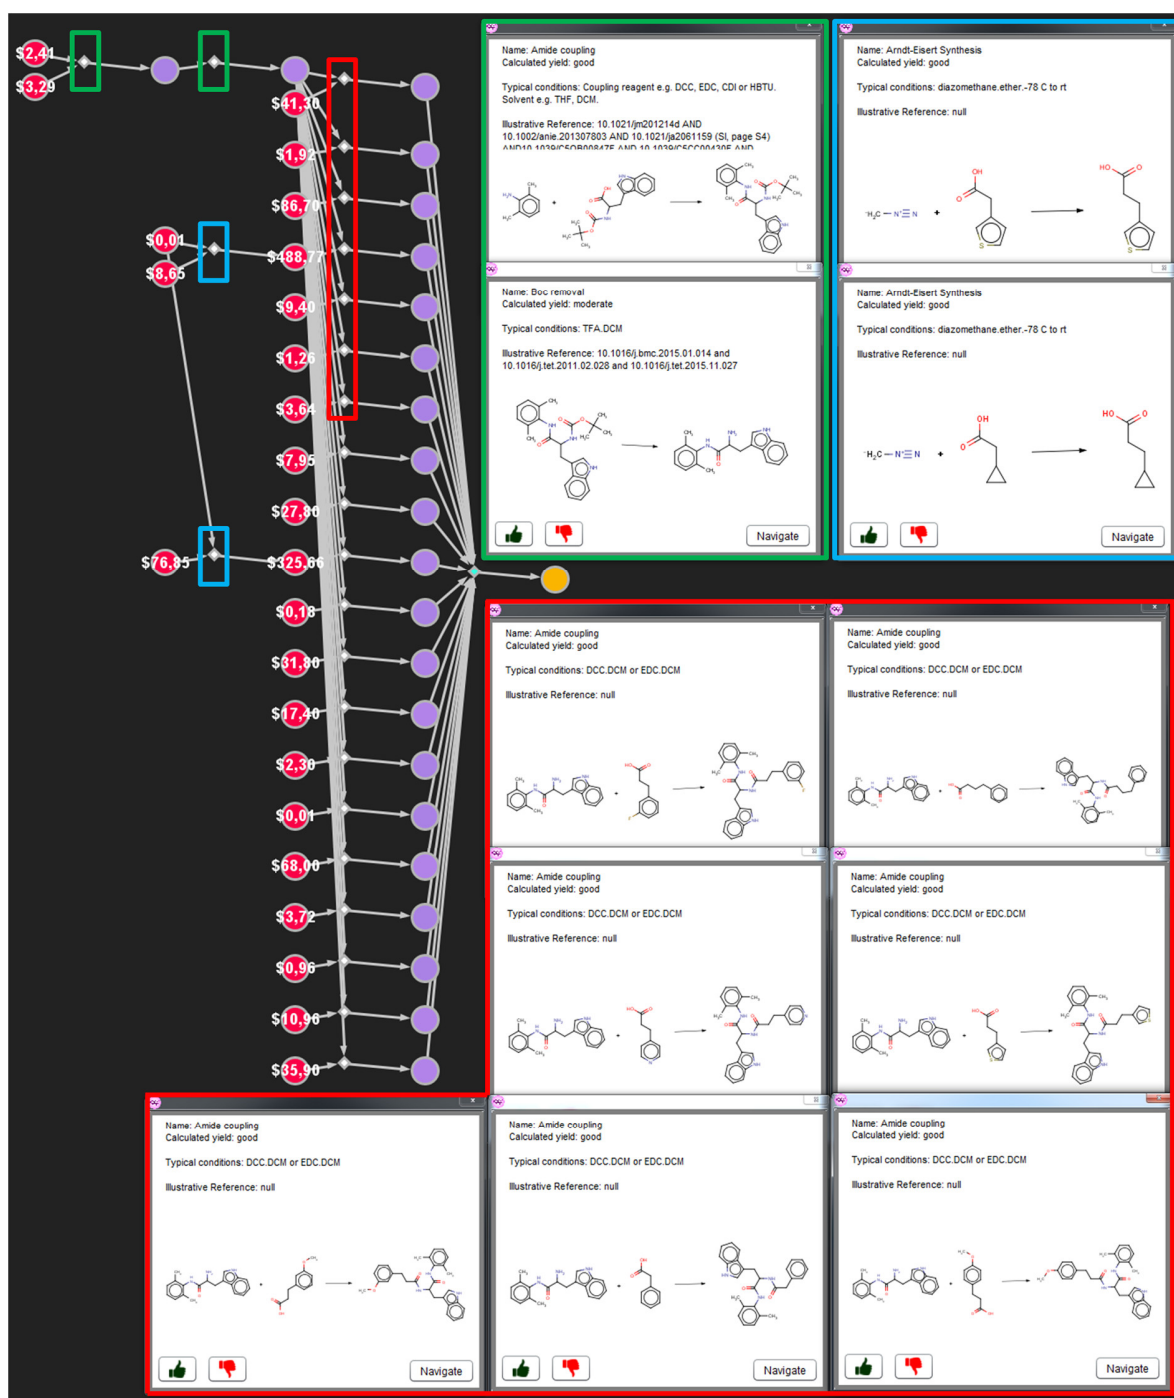 $2,41
$3,29
$41,30
$1,92
$86,70
$0,01
$8,65
$488,77
$9,40
$1,26
$3,64
$7,95
$27,80
$76,85
$325,66
$0,18
$31,80
$17,40
$2,30
$0,01
$68,00
$3,72
$0,96
$10,96
$35,90
Name: Amide coupling
Calculated yield: good
Typical conditions: Coupling reagent e.g. DCC, EDC, CDI or HBTU.
Solvent e.g. THF, DCM.
Illustrative Reference: 10.1021/jm201214d AND
10.1002/anie.201307803 AND 10.1021/ja2061159 (SI, page S4)
Name: Arndt-Eisert Synthesis
Calculated yield: good
Typical conditions: diazomethane.ether.-78 C to rt
Illustrative Reference: null
Name: Boc removal
Calculated yield: moderate
Typical conditions: TFA.DCM
Illustrative Reference: 10.1016/j.bmc.2015.01.014 and
10.1016/j.tet.2011.02.028 and 10.1016/j.tet.2015.11.027
Navigate
Name: Arndt-Eisert Synthesis
Calculated yield: good
Typical conditions: diazomethane.ether.-78 C to rt
Illustrative Reference: null
Navigate
Name: Amide coupling
Calculated yield: good
Typical conditions: DCC.DCM or EDC.DCM
Illustrative Reference: null
Name: Amide coupling
Calculated yield: good
Typical conditions: DCC.DCM or EDC.DCM
Illustrative Reference: null
Name: Amide coupling
Calculated yield: good
Typical conditions: DCC.DCM or EDC.DCM
Illustrative Reference: null
Name: Amide coupling
Calculated yield: good
Typical conditions: DCC.DCM or EDC.DCM
Illustrative Reference: null
Name: Amide coupling
Calculated yield: good
Typical conditions: DCC.DCM or EDC.DCM
Illustrative Reference: null
Navigate
Name: Amide coupling
Calculated yield: good
Typical conditions: DCC.DCM or EDC.DCM
Illustrative Reference: null
Navigate
Name: Amide coupling
Calculated yield: good
Typical conditions: DCC.DCM or EDC.DCM
Illustrative Reference: null
Navigate